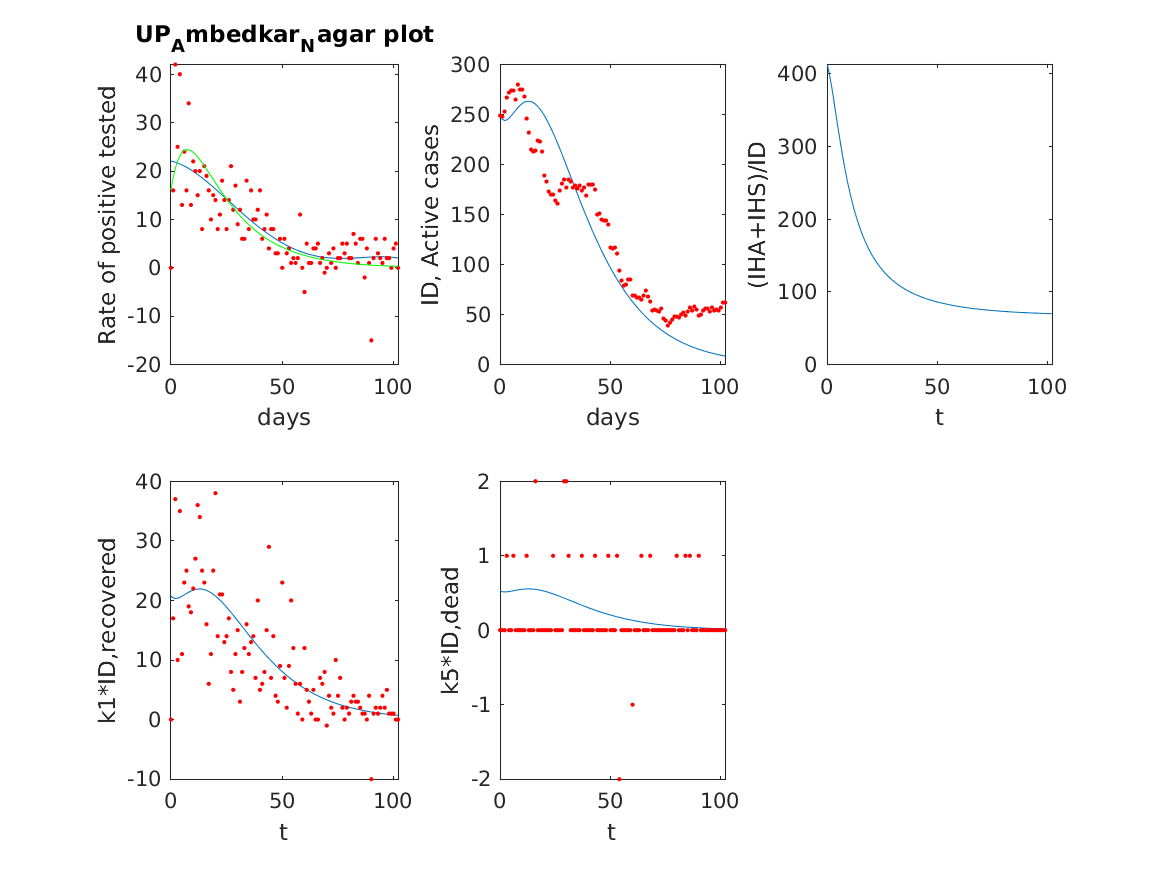 UP_Ambedkar_Nagar plot
40
30
20
10
0
-10
-20
0 50 100
days
Rate of positive tested
300
250
200
150
100
50
0
0 50 100
days
ID, Active cases
400
300
200
100
0
0 50 100
t
(IHA+IHS)/ID
40
30
20
10
0
-10
0 50 100
t
k1*ID,recovered
2
1
0
-1
-2
0 50 100
t
k5*ID,dead